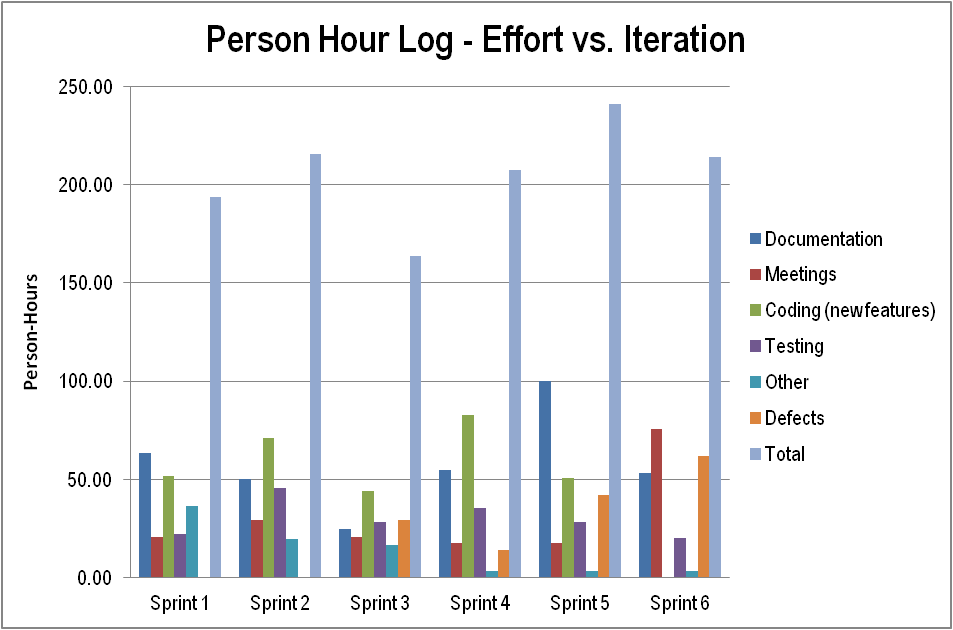 Person Hour Log - Effort vs. Iteration
250.00
200.00
150.00
100.00
50.00
0.00
Person-Hours
Sprint 1 Sprint 2 Sprint 3 Sprint 4 Sprint 5 Sprint 6
Documentation
Meetings
Coding (newfeatures)
Testing
Other
Defects
Total